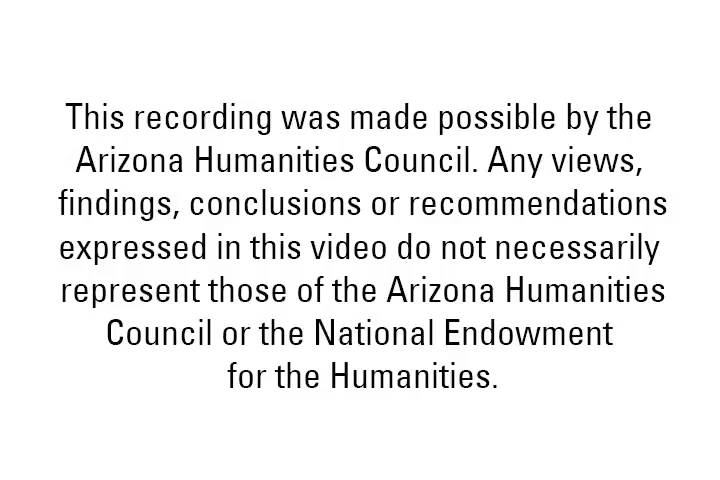 This recording was made possible by the
Arizona Humanities Council. Any views,
findings, conclusions or recommendations
expressed in this video do not necessarily
represent those of the Arizona Humanities
Council or the National Endowment
for the Humanities.